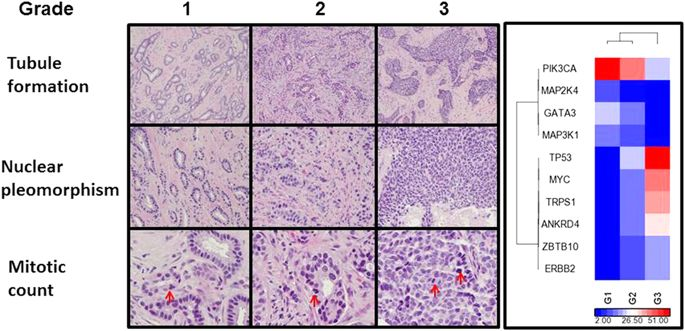 Grade 1 2 3
Tubule
formation
Nuclear
pleomorphism
Mitotic
count
PIK3CA
MAP2K4
GATA3
MAP3K1
TP53
MYC
TRPS1
ANKRD4
ZBTB10
ERBB2
G1 G2 G3
2.00 26.50 51.00